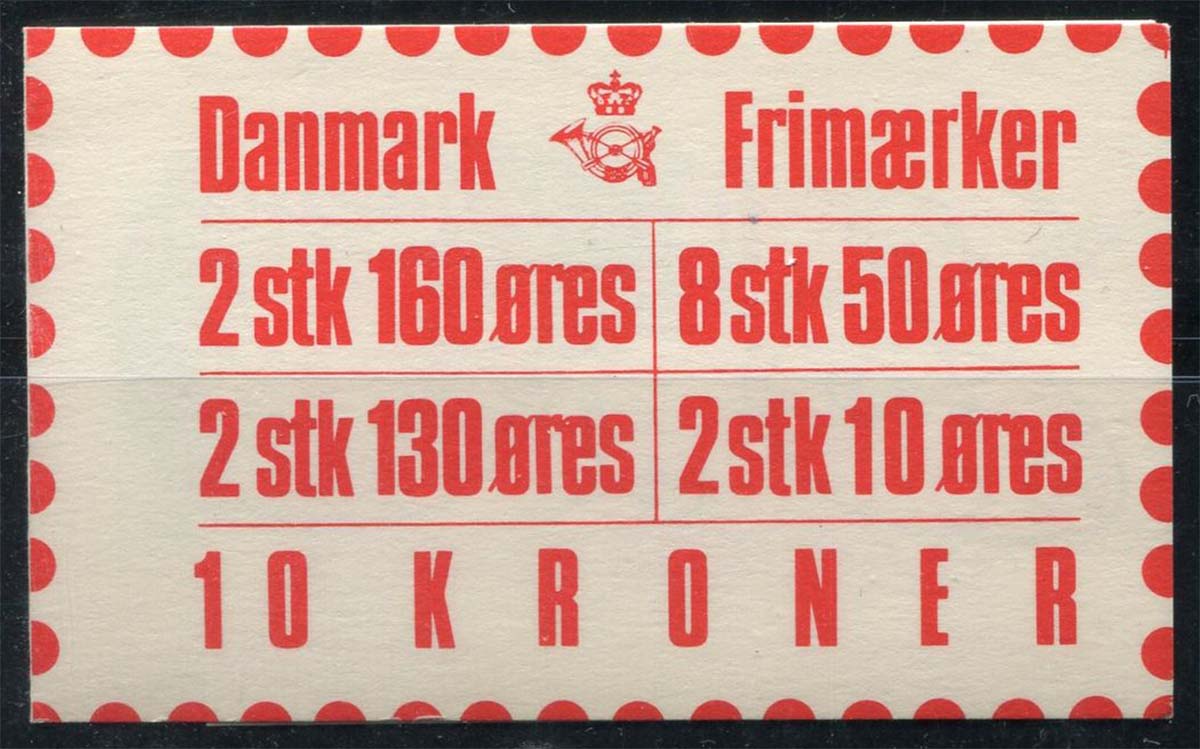 Danmark Frimærker
2 stk 160 øres 8 stk 50 øres
2 stk 130 øres 2 stk 10 øres
10 KRONER